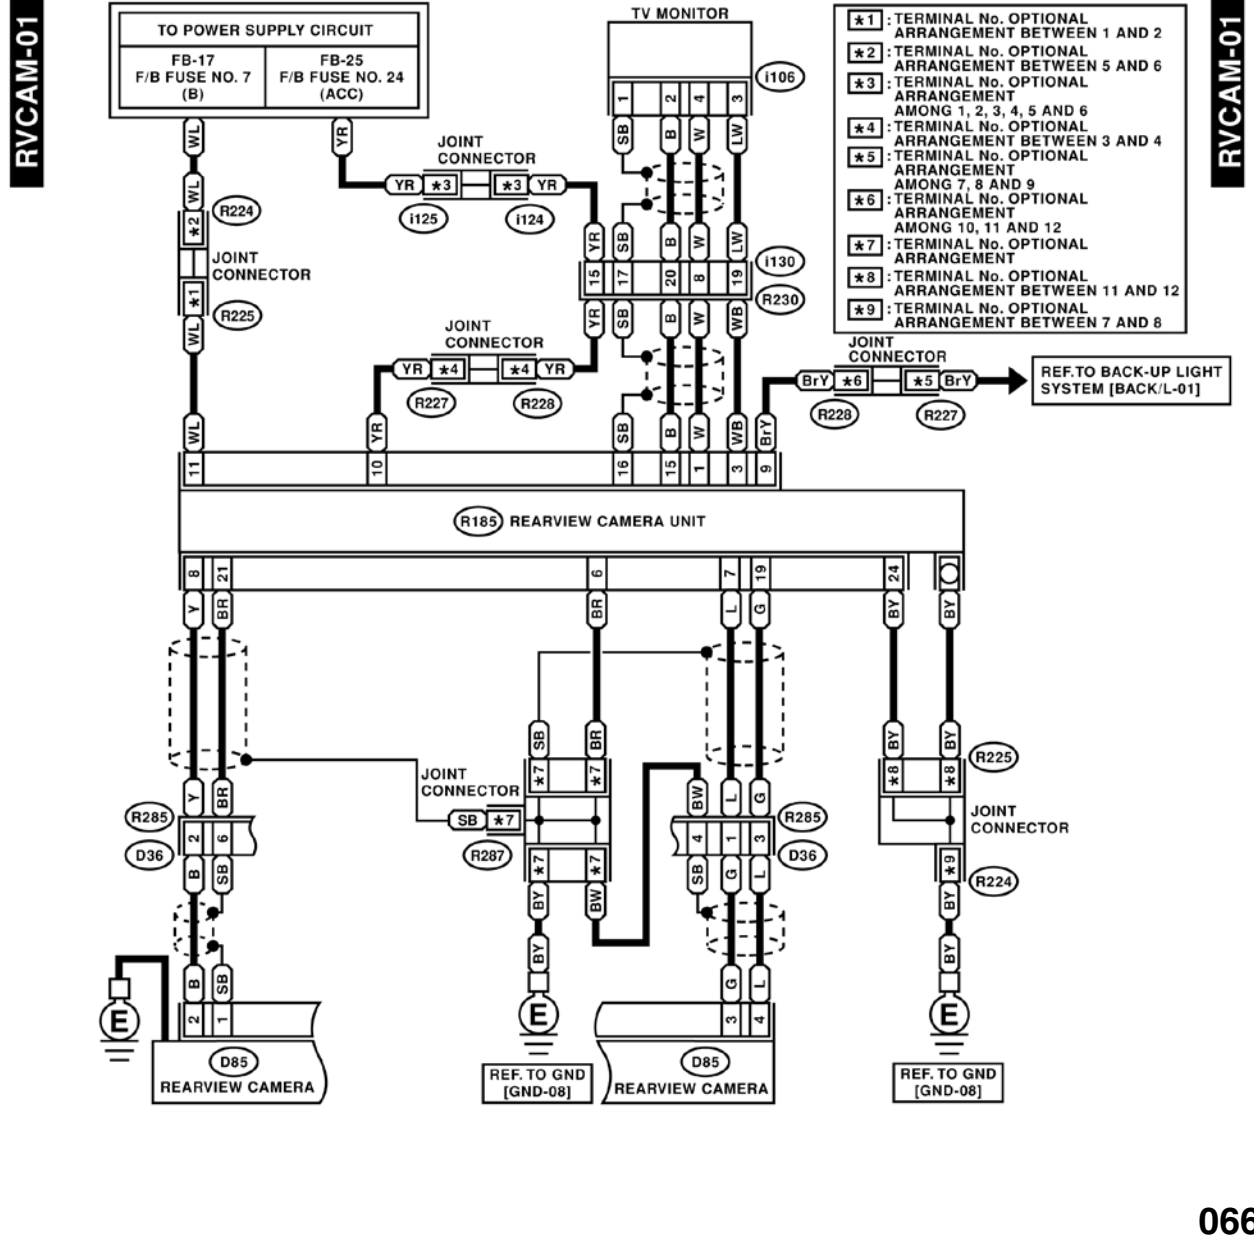 RVCAM-01
TO POWER SUPPLY CIRCUIT
FB-17
F/B FUSE NO. 7
(B)
FB-25
F/B FUSE NO. 24
(ACC)
TV MONITOR
i106
1 2 4 3
SB B W LW
*1 : TERMINAL No. OPTIONAL
ARRANGEMENT BETWEEN 1 AND 2
*2 : TERMINAL No. OPTIONAL
ARRANGEMENT BETWEEN 5 AND 6
*3 : TERMINAL No. OPTIONAL
ARRANGEMENT
AMONG 1, 2, 3, 4, 5 AND 6
*4 : TERMINAL No. OPTIONAL
ARRANGEMENT BETWEEN 3 AND 4
*5 : TERMINAL No. OPTIONAL
ARRANGEMENT
AMONG 7, 8 AND 9
*6 : TERMINAL No. OPTIONAL
ARRANGEMENT
AMONG 10, 11 AND 12
*7 : TERMINAL No. OPTIONAL
ARRANGEMENT
*8 : TERMINAL No. OPTIONAL
ARRANGEMENT BETWEEN 11 AND 12
*9 : TERMINAL No. OPTIONAL
ARRANGEMENT BETWEEN 7 AND 8
RVCAM-01
WL YR
JOINT
CONNECTOR
YR *3 *3 YR
i125 i124
WL
R224
*2
JOINT
CONNECTOR
*1
R225
WL
YR SB B W LW
i130
15 17 20 8 19
R230
YR SB B W WB
JOINT
CONNECTOR
YR *4 *4 YR
R227 R228
JOINT
CONNECTOR
BrY *6 *5 BrY
R228 R227
REF.TO BACK-UP LIGHT
SYSTEM [BACK/L-01]
WL YR SB B W WB BrY
11 10 16 15 1 3 9
R185 REARVIEW CAMERA UNIT
8 21 6 7 19 24
Y BR BR L G BY BY
SB BR BY BY
R225
*7 *7 *8 *8
JOINT
CONNECTOR
SB *7
R287
*7 *7
BY BW
BY
Y BR
R285
2 6
D36
B SB
BW L G
R285
4 1 3
D36
SB G L
JOINT
CONNECTOR
*9
R224
BY
BY
B SB
2 1
E
D85
REARVIEW CAMERA
E
REF. TO GND
[GND-08]
G L
3 4
D85
REARVIEW CAMERA
E
REF. TO GND
[GND-08]
066